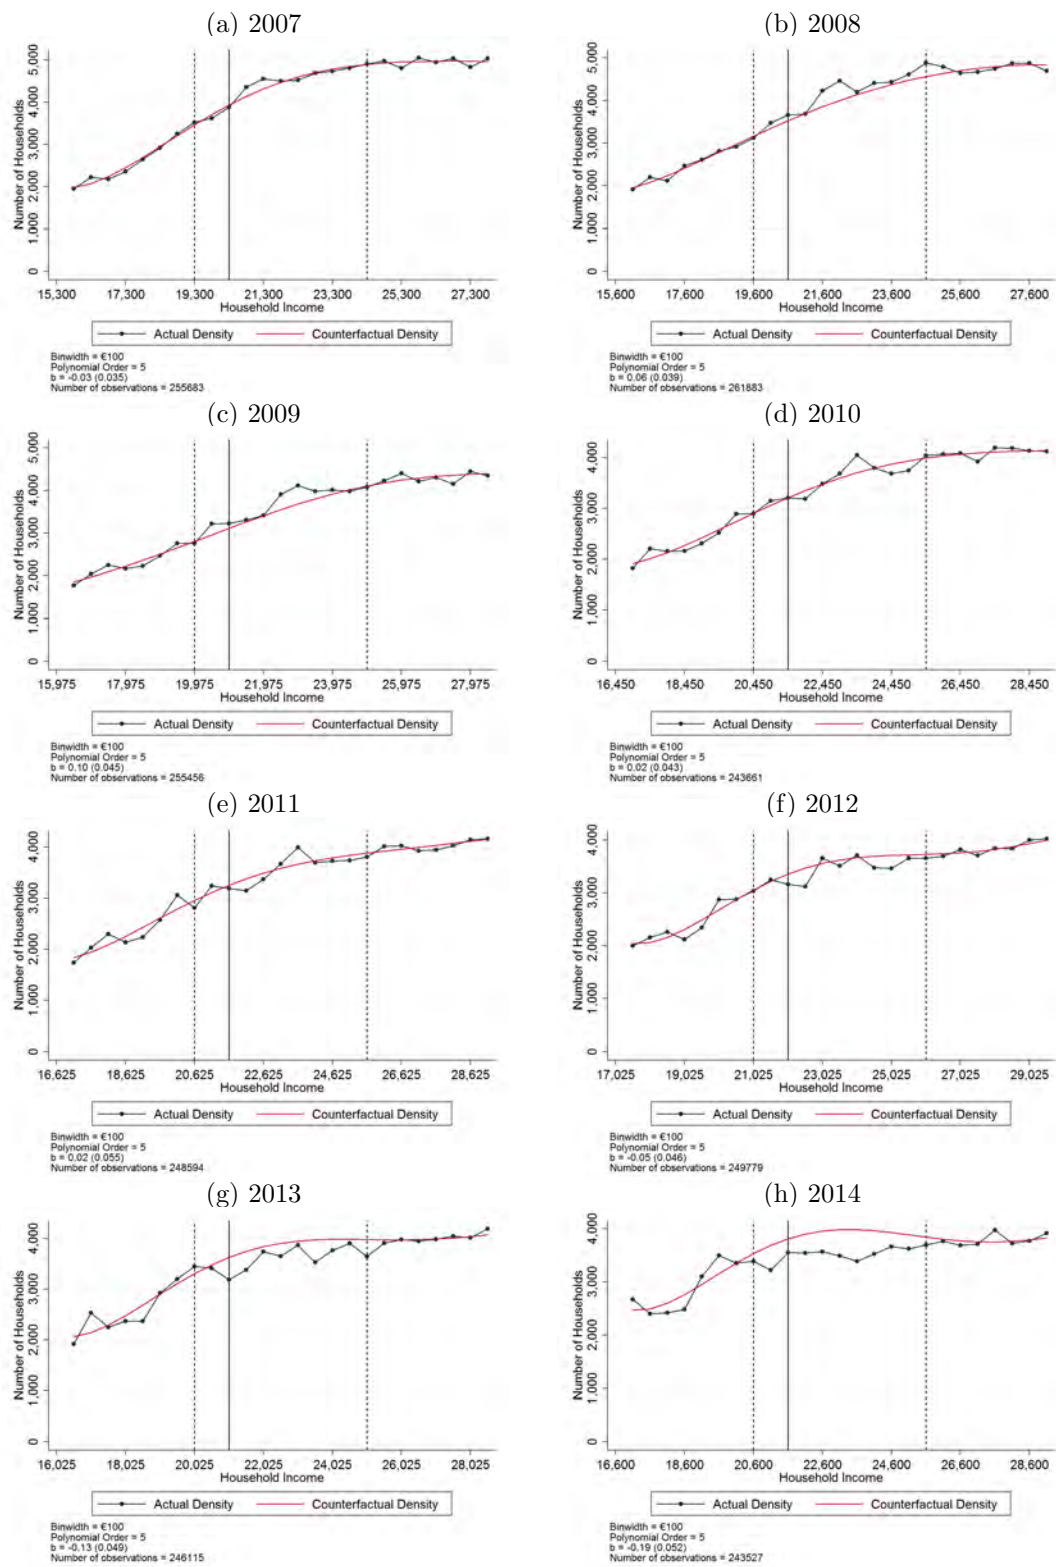 (a) 2007
Number of Households
5,000
4,000
3,000
2,000
1,000
0
15,300 17,300 19,300 21,300 23,300 25,300 27,300
Household Income
Actual Density Counterfactual Density
Binwidth = €100
Polynomial Order = 5
b = -0.03 (0.035)
Number of observations = 255683
(b) 2008
Number of Households
5,000
4,000
3,000
2,000
1,000
0
15,600 17,600 19,600 21,600 23,600 25,600 27,600
Household Income
Actual Density Counterfactual Density
Binwidth = €100
Polynomial Order = 5
b = 0.06 (0.039)
Number of observations = 261883
(c) 2009
Number of Households
5,000
4,000
3,000
2,000
1,000
0
15,975 17,975 19,975 21,975 23,975 25,975 27,975
Household Income
Actual Density Counterfactual Density
Binwidth = €100
Polynomial Order = 5
b = 0.10 (0.045)
Number of observations = 255456
(d) 2010
Number of Households
4,000
3,000
2,000
1,000
0
16,450 18,450 20,450 22,450 24,450 26,450 28,450
Household Income
Actual Density Counterfactual Density
Binwidth = €100
Polynomial Order = 5
b = 0.02 (0.043)
Number of observations = 243661
(e) 2011
Number of Households
4,000
3,000
2,000
1,000
0
16,625 18,625 20,625 22,625 24,625 26,625 28,625
Household Income
Actual Density Counterfactual Density
Binwidth = €100
Polynomial Order = 5
b = 0.02 (0.055)
Number of observations = 248594
(f) 2012
Number of Households
4,000
3,000
2,000
1,000
0
17,025 19,025 21,025 23,025 25,025 27,025 29,025
Household Income
Actual Density Counterfactual Density
Binwidth = €100
Polynomial Order = 5
b = -0.05 (0.046)
Number of observations = 249779
(g) 2013
Number of Households
4,000
3,000
2,000
1,000
0
16,025 18,025 20,025 22,025 24,025 26,025 28,025
Household Income
Actual Density Counterfactual Density
Binwidth = €100
Polynomial Order = 5
b = -0.13 (0.049)
Number of observations = 246115
(h) 2014
Number of Households
4,000
3,000
2,000
1,000
0
16,600 18,600 20,600 22,600 24,600 26,600 28,600
Household Income
Actual Density Counterfactual Density
Binwidth = €100
Polynomial Order = 5
b = -0.19 (0.052)
Number of observations = 243527